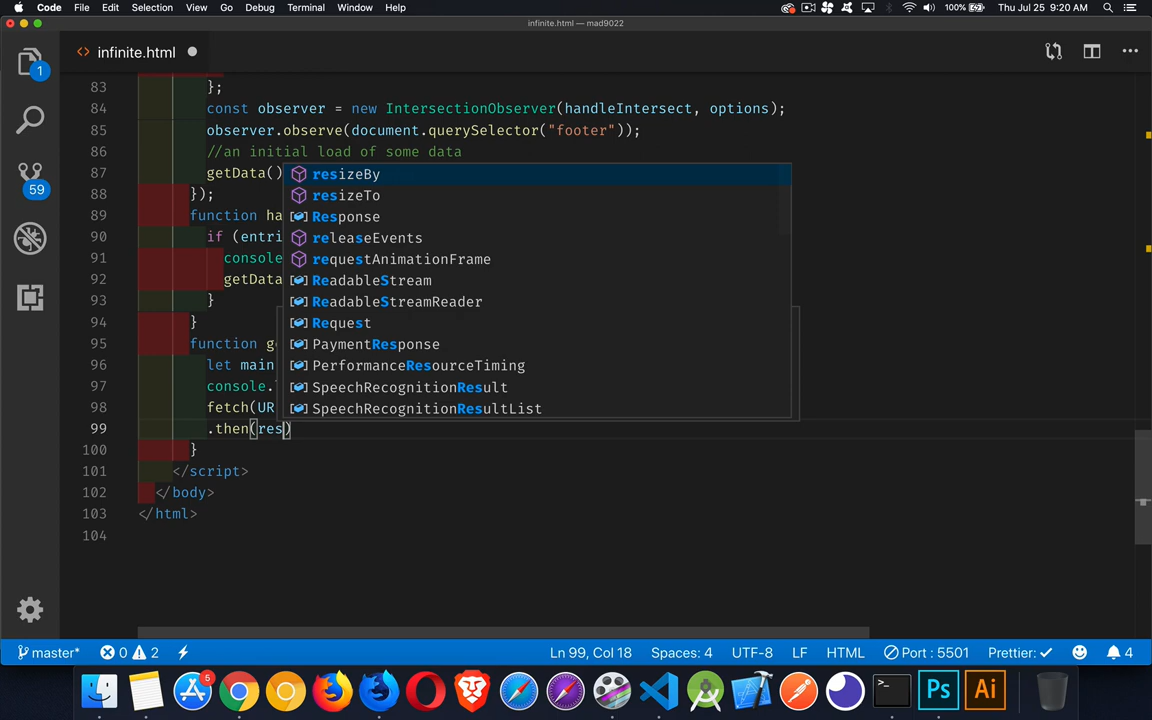 Code File Edit Selection View Go Debug Terminal Window Help 100% Thu Jul 25 9:20 AM
infinite.html — mad9022
<> infinite.html
1
59
83 };
84 const observer = new IntersectionObserver(handleIntersect, options);
85 observer.observe(document.querySelector("footer"));
86 //an initial load of some data
87 getData()
88 });
89 function ha
90 if (entri
91 console
92 getData
93 }
94 }
95 function g
96 let main
97 console.
98 fetch(UR
99 .then(res)
100 }
101 </script>
102 </body>
103 </html>
104
resizeBy
resizeTo
Response
releaseEvents
requestAnimationFrame
ReadableStream
ReadableStreamReader
Request
PaymentResponse
PerformanceResourceTiming
SpeechRecognitionResult
SpeechRecognitionResultList
master* 0 2 Ln 99, Col 18 Spaces: 4 UTF-8 LF HTML Port : 5501 Prettier: ✓ 4
5
>_
Ps
Ai